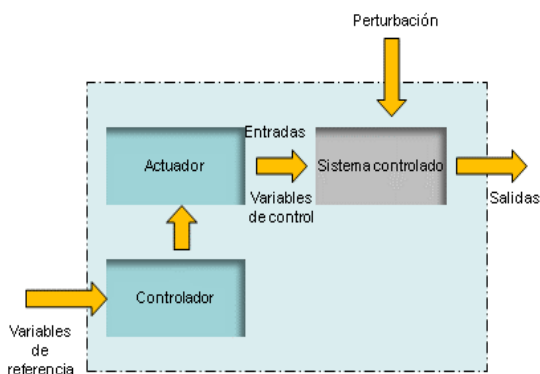 Perturbación
Entradas
Actuador
Sistema controlado
Variables
de control
Salidas
Controlador
Variables
de
referencia